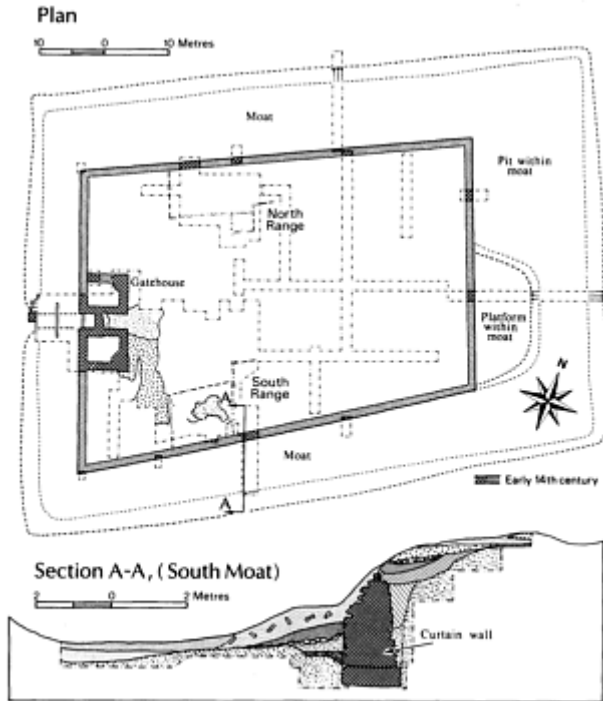 Plan
10 0 10 Metres
Moat
Pit within
moat
North
Range
Gatehouse
Platform
within
moat
N
South
Range
A
Moat
A
Early 14th century
Section A-A, (South Moat)
2 0 2 Metres
Curtain wall